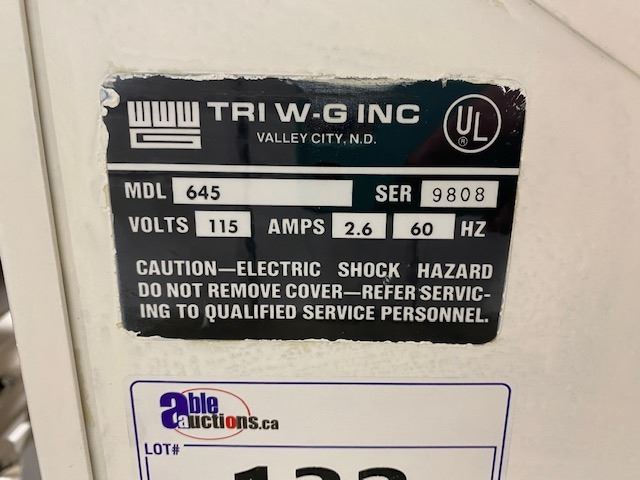 TRI W-G INC
UL
®
VALLEY CITY, N.D.
MDL 645 SER 9808
VOLTS 115 AMPS 2.6 60 HZ
CAUTION—ELECTRIC SHOCK HAZARD
DO NOT REMOVE COVER—REFER SERVIC-
ING TO QUALIFIED SERVICE PERSONNEL.
able
auctions.ca
LOT#